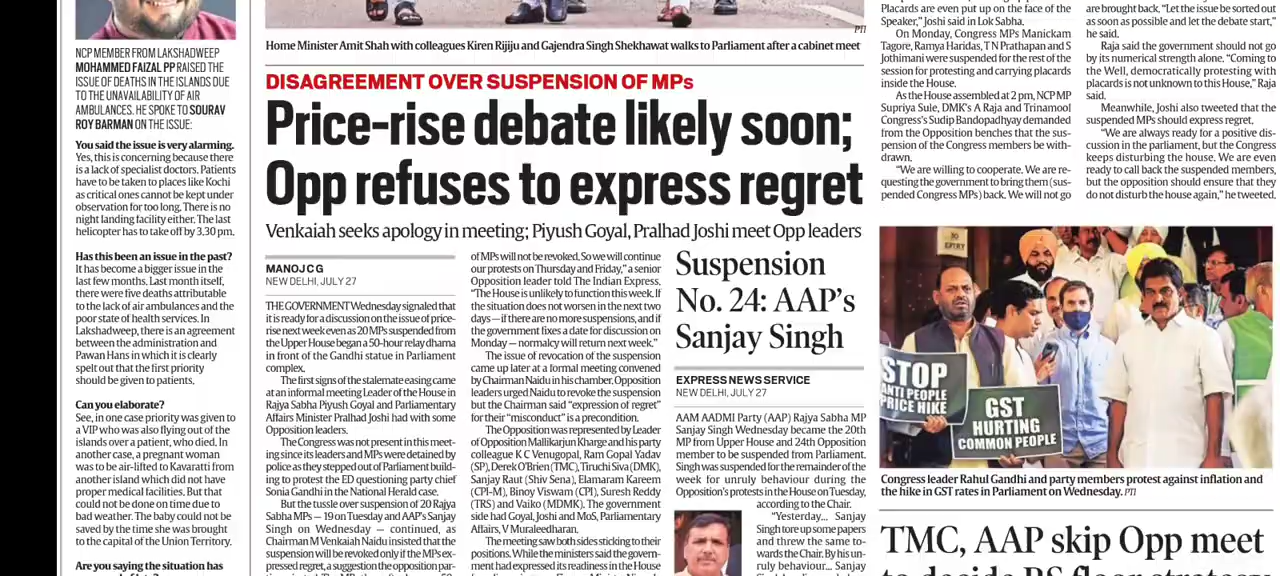 NCP MEMBER FROM LAKSHADWEEP
MOHAMMED FAIZAL PP RAISED THE
ISSUE OF DEATHS IN THE ISLANDS DUE
TO THE UNAVAILABILITY OF AIR
AMBULANCES. HE SPOKE TO SOURAV
ROY BARMAN ON THE ISSUE:
You said the issue is very alarming.
Yes, this is concerning because there
is a lack of specialist doctors. Patients
have to be taken to places like Kochi
as critical ones cannot be kept under
observation for too long. There is no
night landing facility either. The last
helicopter has to take off by 3.30 pm.
Has this been an issue in the past?
It has become a bigger issue in the
last few months. Last month itself,
there were five deaths attributable
to the lack of air ambulances and the
poor state of health services. In
Lakshadweep, there is an agreement
between the administration and
Pawan Hans in which it is clearly
spelt out that the first priority
should be given to patients.
Can you elaborate?
See, in one case priority was given to
a VIP who was also flying out of the
islands over a patient, who died. In
another case, a pregnant woman
was to be air-lifted to Kavaratti from
another island which did not have
proper medical facilities. But that
could not be done on time due to
bad weather. The baby could not be
saved by the time she was brought
to the capital of the Union Territory.
Are you saying the situation has
PTI
Home Minister Amit Shah with colleagues Kiren Rijiju and Gajendra Singh Shekhawat walks to Parliament after a cabinet meet
DISAGREEMENT OVER SUSPENSION OF MPs
Price-rise debate likely soon;
Opp refuses to express regret
Venkaiah seeks apology in meeting; Piyush Goyal, Pralhad Joshi meet Opp leaders
MANOJ C G
NEW DELHI, JULY 27
THE GOVERNMENT Wednesday signaled that
it is ready for a discussion on the issue of price-
rise next week even as 20 MPs suspended from
the Upper House began a 50-hour relay dharna
in front of the Gandhi statue in Parliament
complex.
The first signs of the stalemate easing came
at an informal meeting Leader of the House in
Rajya Sabha Piyush Goyal and Parliamentary
Affairs Minister Pralhad Joshi had with some
Opposition leaders.
The Congress was not present in this meet-
ing since its leaders and MPs were detained by
police as they stepped out of Parliament build-
ing to protest the ED questioning party chief
Sonia Gandhi in the National Herald case.
But the tussle over suspension of 20 Rajya
Sabha MPs — 19 on Tuesday and AAP's Sanjay
Singh on Wednesday — continued, as
Chairman M Venkaiah Naidu insisted that the
suspension will be revoked only if the MPs ex-
pressed regret, a suggestion the opposition par-
of MPs will not be revoked. So we will continue
our protests on Thursday and Friday," a senior
Opposition leader told The Indian Express.
"The House is unlikely to function this week. If
the situation does not worsen in the next two
days — if there are no more suspensions, and if
the government fixes a date for discussion on
Monday — normalcy will return next week."
The issue of revocation of the suspension
came up later at a formal meeting convened
by Chairman Naidu in his chamber. Opposition
leaders urged Naidu to revoke the suspension
but the Chairman said "expression of regret"
for their "misconduct" is a precondition.
The Opposition was represented by Leader
of Opposition Mallikarjun Kharge and his party
colleague K C Venugopal, Ram Gopal Yadav
(SP), Derek O'Brien (TMC), Tiruchi Siva (DMK),
Sanjay Raut (Shiv Sena), Elamaram Kareem
(CPI-M), Binoy Viswam (CPI), Suresh Reddy
(TRS) and Vaiko (MDMK). The government
side had Goyal, Joshi and MoS, Parliamentary
Affairs, V Muraleedharan.
The meeting saw both sides sticking to their
positions. While the ministers said the govern-
ment had expressed its readiness in the House
Suspension
No. 24: AAP's
Sanjay Singh
EXPRESS NEWS SERVICE
NEW DELHI, JULY 27
AAM AADMI Party (AAP) Rajya Sabha MP
Sanjay Singh Wednesday became the 20th
MP from Upper House and 24th Opposition
member to be suspended from Parliament.
Singh was suspended for the remainder of the
week for unruly behaviour during the
Opposition's protests in the House on Tuesday,
according to the Chair.
"Yesterday... Sanjay
Singh tore up some papers
and threw the same to-
wards the Chair. By his un-
ruly behaviour... Sanjay
Placards are even put up on the face of the
Speaker," Joshi said in Lok Sabha.
On Monday, Congress MPs Manickam
Tagore, Ramya Haridas, T N Prathapan and S
Jothimani were suspended for the rest of the
session for protesting and carrying placards
inside the House.
As the House assembled at 2 pm, NCP MP
Supriya Sule, DMK's A Raja and Trinamool
Congress's Sudip Bandopadhyay demanded
from the Opposition benches that the sus-
pension of the Congress members be with-
drawn.
"We are willing to cooperate. We are re-
questing the government to bring them (sus-
pended Congress MPs) back. We will not go
are brought back. "Let the issue be sorted out
as soon as possible and let the debate start,"
he said.
Raja said the government should not go
by its numerical strength alone. "Coming to
the Well, democratically protesting with
placards is not unknown to this House," Raja
said.
Meanwhile, Joshi also tweeted that the
suspended MPs should express regret.
"We are always ready for a positive dis-
cussion in the parliament, but the Congress
keeps disturbing the house. We are even
ready to call back the suspended members,
but the opposition should ensure that they
do not disturb the house again," he tweeted.
TO
ENTRY
STOP
ANTI PEOPLE
PRICE HIKE
GST
HURTING
COMMON PEOPLE
Congress leader Rahul Gandhi and party members protest against inflation and
the hike in GST rates in Parliament on Wednesday. PTI
TMC, AAP skip Opp meet